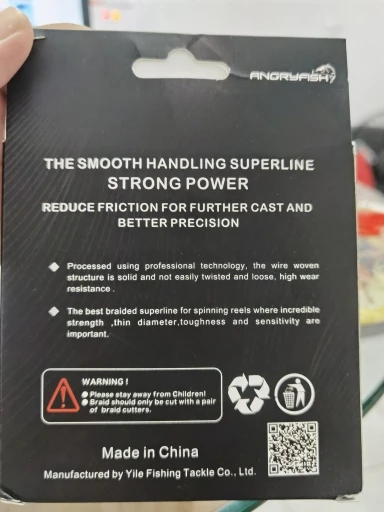 ANGRYFISH
THE SMOOTH HANDLING SUPERLINE
STRONG POWER
REDUCE FRICTION FOR FURTHER CAST AND
BETTER PRECISION
Processed using professional technology, the wire woven
structure is solid and not easily twisted and loose, high wear
resistance .
The best braided superline for spinning reels where incredible
strength ,thin diameter,toughness and sensitivity are
important.
WARNING !
Please stay away from Children!
Braid should only be cut with a pair
of braid cutters.
Made in China
Manufactured by Yile Fishing Tackle Co., Ltd.